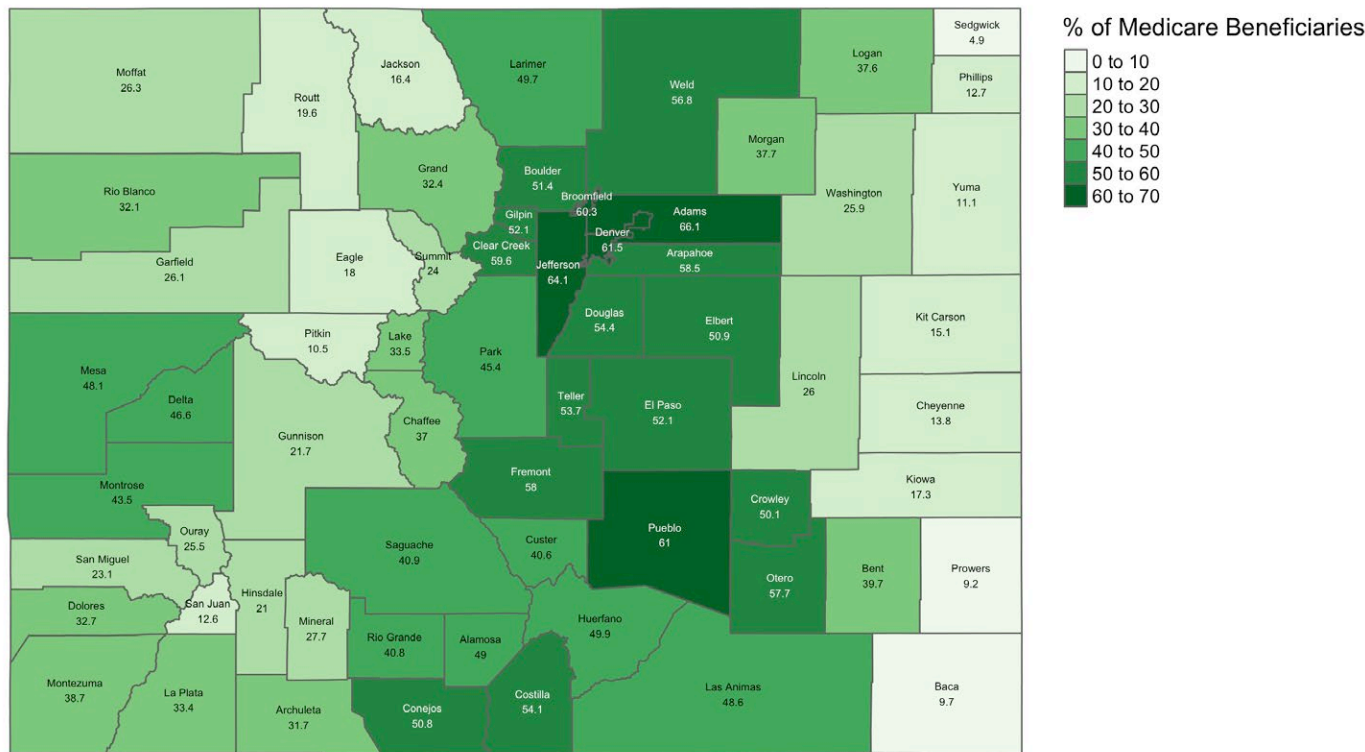 % of Medicare Beneficiaries
0 to 10
10 to 20
20 to 30
30 to 40
40 to 50
50 to 60
60 to 70
Moffat
26.3
Routt
19.6
Jackson
16.4
Larimer
49.7
Weld
56.8
Logan
37.6
Sedgwick
4.9
Phillips
12.7
Morgan
37.7
Washington
25.9
Yuma
11.1
Rio Blanco
32.1
Grand
32.4
Boulder
51.4
Broomfield
60.3
Gilpin
52.1
Clear Creek
59.6
Jefferson
64.1
Denver
61.5
Adams
66.1
Arapahoe
58.5
Garfield
26.1
Eagle
18
Summit
24
Douglas
54.4
Elbert
50.9
Kit Carson
15.1
Pitkin
10.5
Lake
33.5
Park
45.4
Mesa
48.1
Delta
46.6
Lincoln
26
Cheyenne
13.8
Teller
53.7
El Paso
52.1
Chaffee
37
Gunnison
21.7
Fremont
58
Montrose
43.5
Kiowa
17.3
Crowley
50.1
Pueblo
61
Ouray
25.5
Saguache
40.9
Custer
40.6
San Miguel
23.1
Otero
57.7
Bent
39.7
Prowers
9.2
Dolores
32.7
San Juan
12.6
Hinsdale
21
Mineral
27.7
Rio Grande
40.8
Alamosa
49
Huerfano
49.9
Montezuma
38.7
La Plata
33.4
Archuleta
31.7
Conejos
50.8
Costilla
54.1
Las Animas
48.6
Baca
9.7